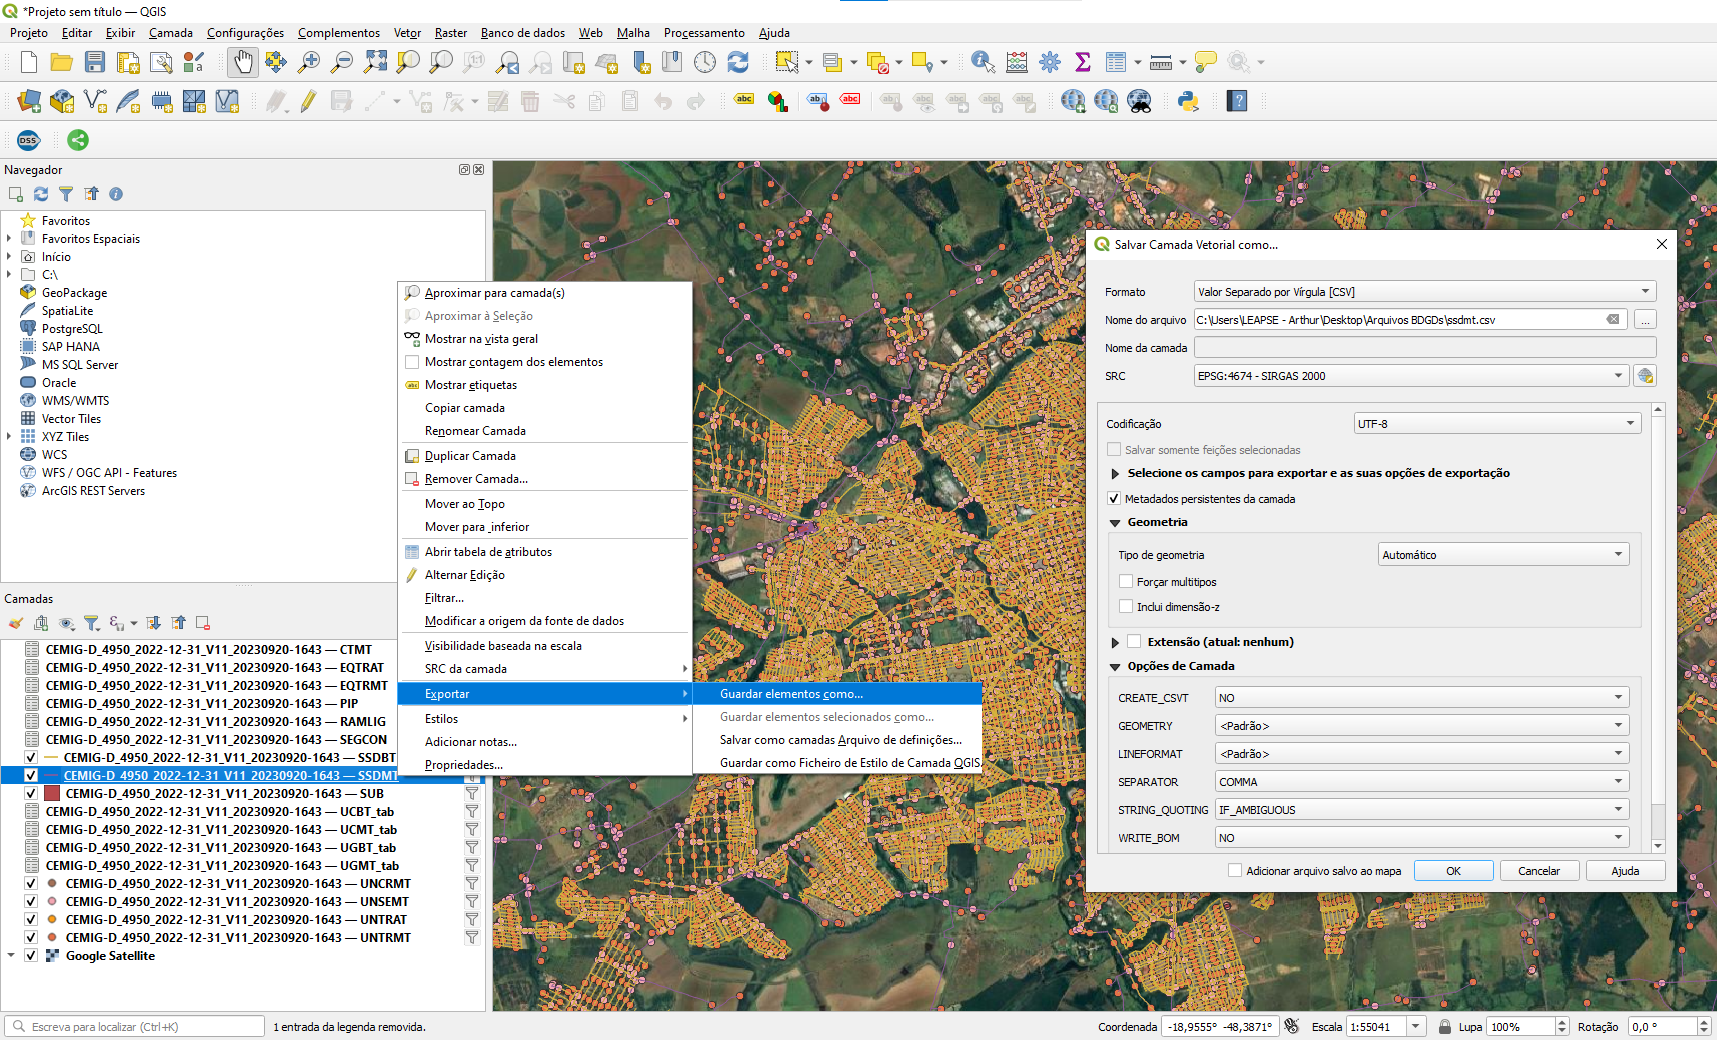 *Projeto sem título — QGIS
Projeto Editar Exibir Camada Configurações Complementos Vetor Raster Banco de dados Web Malha Processamento Ajuda
1:1
abc ab abc ab
DSS
Navegador
Favoritos
Favoritos Espaciais
Início
C:\
GeoPackage
SpatiaLite
PostgreSQL
SAP HANA
MS SQL Server
Oracle
WMS/WMTS
Vector Tiles
XYZ Tiles
WCS
WFS / OGC API - Features
ArcGIS REST Servers
Camadas
CEMIG-D_4950_2022-12-31_V11_20230920-1643 — CTMT
CEMIG-D_4950_2022-12-31_V11_20230920-1643 — EQTRAT
CEMIG-D_4950_2022-12-31_V11_20230920-1643 — EQTRMT
CEMIG-D_4950_2022-12-31_V11_20230920-1643 — PIP
CEMIG-D_4950_2022-12-31_V11_20230920-1643 — RAMLIG
CEMIG-D_4950_2022-12-31_V11_20230920-1643 — SEGCON
CEMIG-D_4950_2022-12-31_V11_20230920-1643 — SSDBT
CEMIG-D_4950_2022-12-31_V11_20230920-1643 — SSDMT
CEMIG-D_4950_2022-12-31_V11_20230920-1643 — SUB
CEMIG-D_4950_2022-12-31_V11_20230920-1643 — UCBT_tab
CEMIG-D_4950_2022-12-31_V11_20230920-1643 — UCMT_tab
CEMIG-D_4950_2022-12-31_V11_20230920-1643 — UGBT_tab
CEMIG-D_4950_2022-12-31_V11_20230920-1643 — UGMT_tab
CEMIG-D_4950_2022-12-31_V11_20230920-1643 — UNCRMT
CEMIG-D_4950_2022-12-31_V11_20230920-1643 — UNSEMT
CEMIG-D_4950_2022-12-31_V11_20230920-1643 — UNTRAT
CEMIG-D_4950_2022-12-31_V11_20230920-1643 — UNTRMT
Google Satellite
Aproximar para camada(s)
Aproximar à Seleção
Mostrar na vista geral
Mostrar contagem dos elementos
abc Mostrar etiquetas
Copiar camada
Renomear Camada
Duplicar Camada
Remover Camada...
Mover ao Topo
Mover para _inferior
Abrir tabela de atributos
Alternar Edição
Filtrar...
Modificar a origem da fonte de dados
Visibilidade baseada na escala
SRC da camada
Exportar
Estilos
Adicionar notas...
Propriedades...
Guardar elementos como...
Guardar elementos selecionados como...
Salvar como camadas Arquivo de definições...
Guardar como Ficheiro de Estilo de Camada QGIS
Salvar Camada Vetorial como...
Formato Valor Separado por Vírgula [CSV]
Nome do arquivo C:\Users\LEAPSE - Arthur\Desktop\Arquivos BDGDs\ssdmt.csv ...
Nome da camada
SRC EPSG:4674 - SIRGAS 2000
Codificação UTF-8
Salvar somente feições selecionadas
Selecione os campos para exportar e as suas opções de exportação
Metadados persistentes da camada
Geometria
Tipo de geometria Automático
Forçar multitipos
Inclui dimensão-z
Extensão (atual: nenhum)
Opções de Camada
CREATE_CSVT NO
GEOMETRY <Padrão>
LINEFORMAT <Padrão>
SEPARATOR COMMA
STRING_QUOTING IF_AMBIGUOUS
WRITE_BOM NO
Adicionar arquivo salvo ao mapa OK Cancelar Ajuda
Escreva para localizar (Ctrl+K) 1 entrada da legenda removida. Coordenada -18,9555° -48,3871° Escala 1:55041 Lupa 100% Rotação 0,0 °